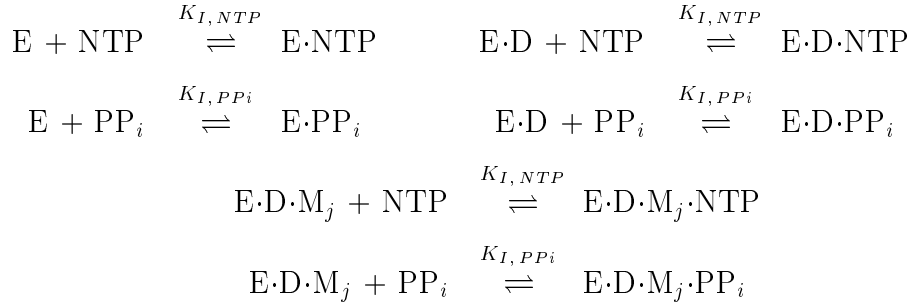 E + NTP ⇌ (K_{I, NTP}) E·NTP    E·D + NTP ⇌ (K_{I, NTP}) E·D·NTP
E + PP_i ⇌ (K_{I, PPi}) E·PP_i    E·D + PP_i ⇌ (K_{I, PPi}) E·D·PP_i
E·D·M_j + NTP ⇌ (K_{I, NTP}) E·D·M_j·NTP
E·D·M_j + PP_i ⇌ (K_{I, PPi}) E·D·M_j·PP_i